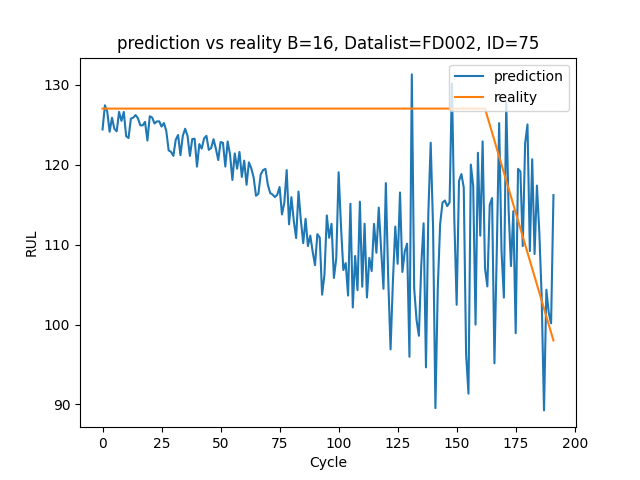 prediction vs reality B=16, Datalist=FD002, ID=75
prediction
reality
RUL
130
120
110
100
90
0 25 50 75 100 125 150 175 200
Cycle